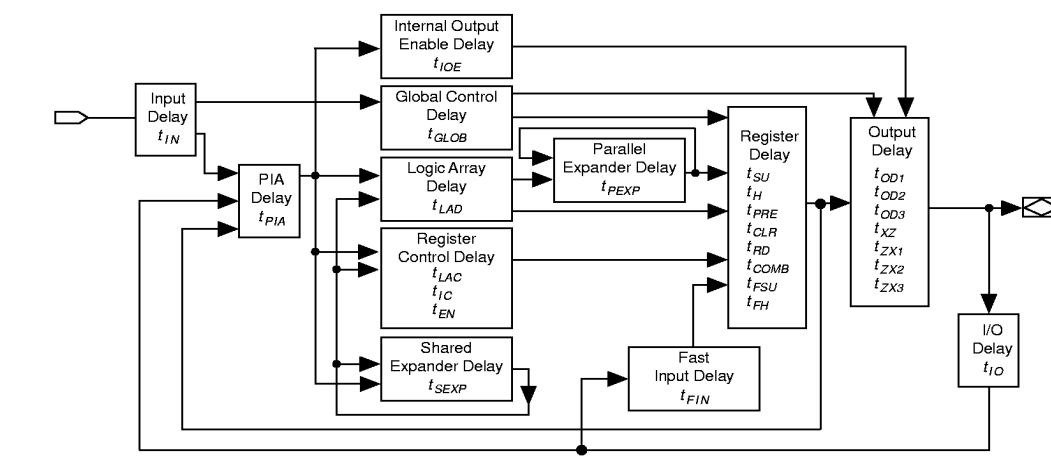 Internal Output
Enable Delay
tIOE
Input
Delay
tIN
Global Control
Delay
tGLOB
Register
Delay
tSU
tH
tPRE
tCLR
tRD
tCOMB
tFSU
tFH
Output
Delay
tOD1
tOD2
tOD3
tXZ
tZX1
tZX2
tZX3
Parallel
Expander Delay
tPEXP
PIA
Delay
tPIA
Logic Array
Delay
tLAD
Register
Control Delay
tLAC
tIC
tEN
I/O
Delay
tIO
Shared
Expander Delay
tSEXP
Fast
Input Delay
tFIN